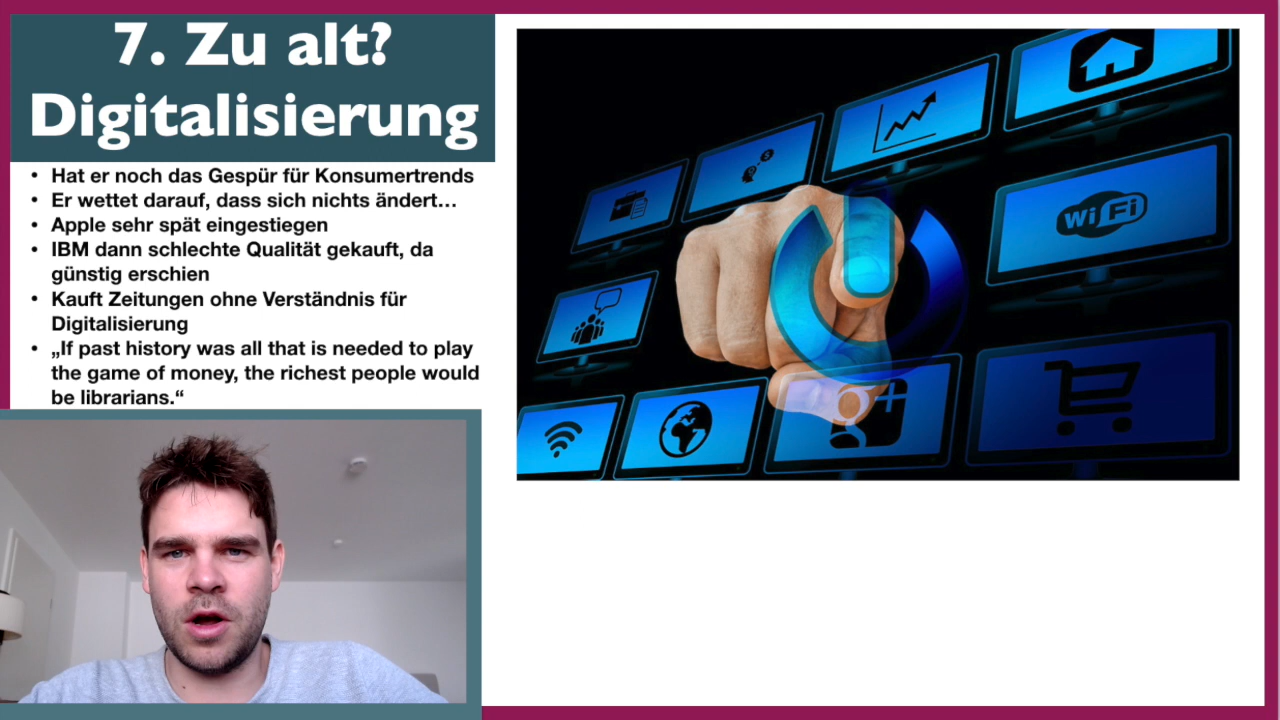 7. Zu alt?
Digitalisierung
• Hat er noch das Gespür für Konsumertrends
• Er wettet darauf, dass sich nichts ändert…
• Apple sehr spät eingestiegen
• IBM dann schlechte Qualität gekauft, da
günstig erschien
• Kauft Zeitungen ohne Verständnis für
Digitalisierung
• „If past history was all that is needed to play
the game of money, the richest people would
be librarians.“
Wi Fi
g+